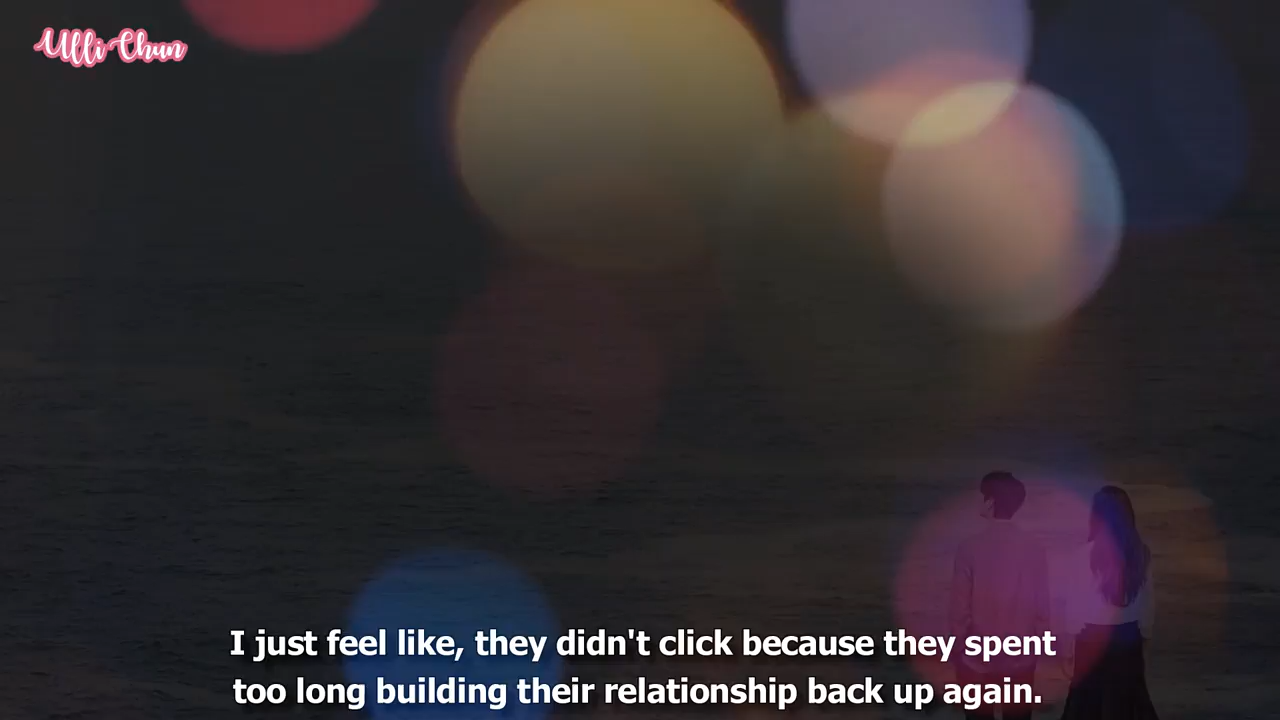 Ulli Chun
I just feel like, they didn't click because they spent
too long building their relationship back up again.